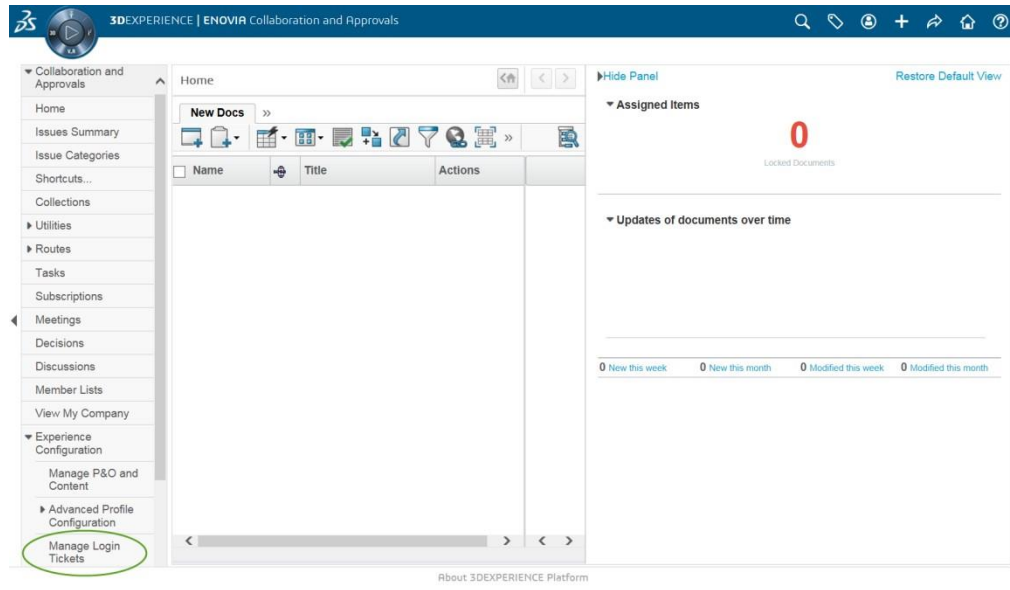 3DEXPERIENCE | ENOVIA Collaboration and Approvals
Collaboration and
Approvals
Home
Issues Summary
Issue Categories
Shortcuts...
Collections
Utilities
Routes
Tasks
Subscriptions
Meetings
Decisions
Discussions
Member Lists
View My Company
Experience
Configuration
Manage P&O and
Content
Advanced Profile
Configuration
Manage Login
Tickets
Home
New Docs »
»
Name Title Actions
Hide Panel Restore Default View
Assigned Items
0
Locked Documents
Updates of documents over time
0 New this week 0 New this month 0 Modified this week 0 Modified this month
About 3DEXPERIENCE Platform